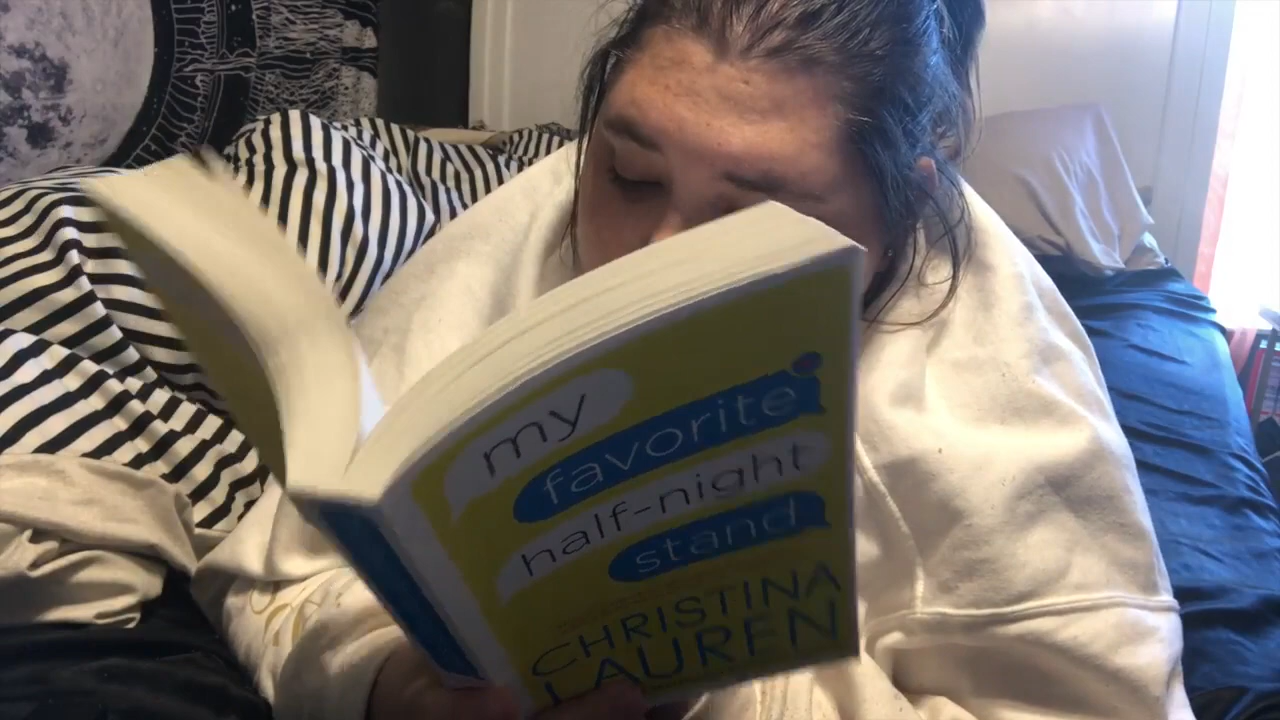 my
favorite
half-night
stand
CHRISTINA
LAUREN